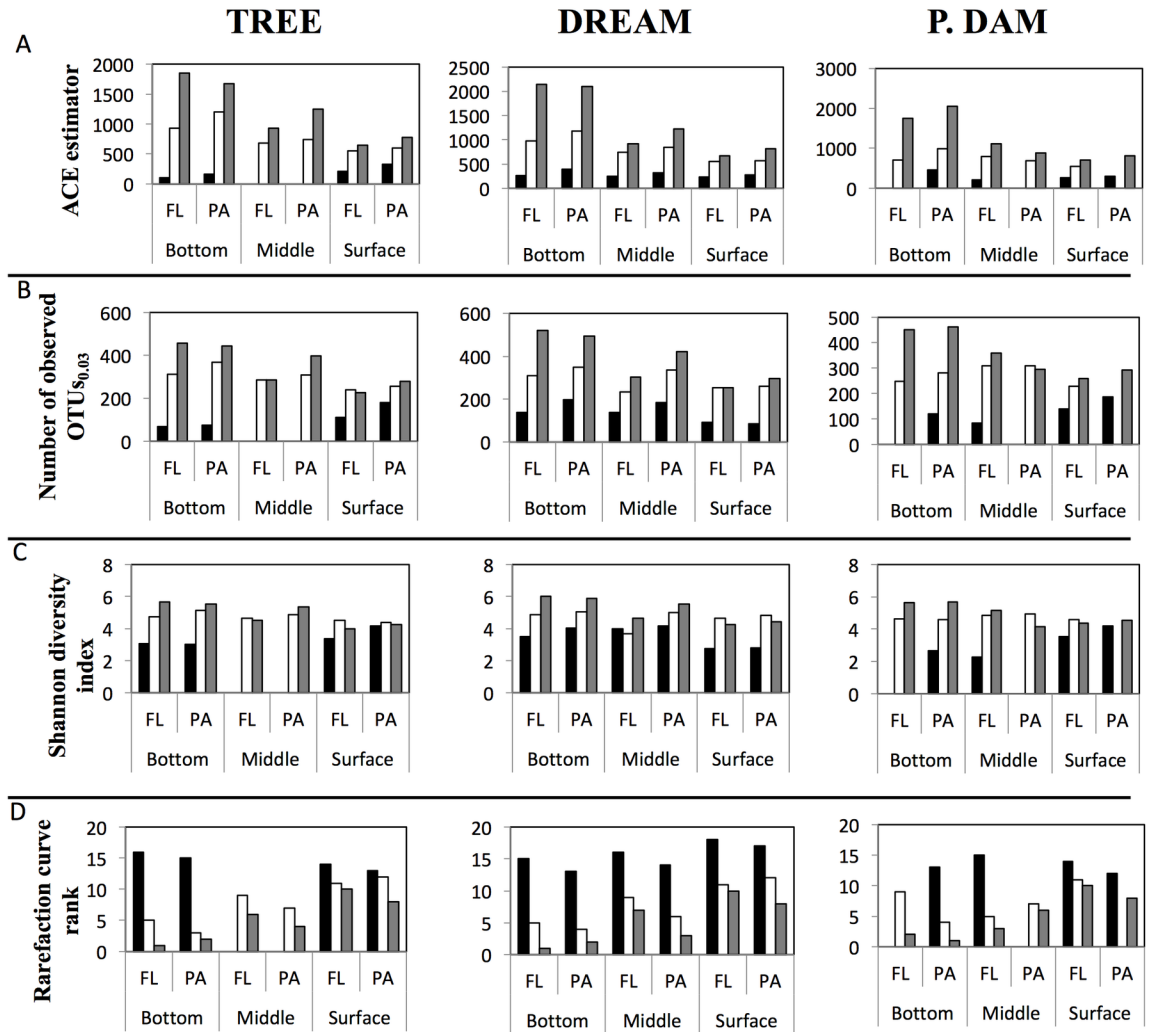 TREE DREAM P. DAM
A
ACE estimator
2000
1500
1000
500
0
FL PA FL PA FL PA
Bottom Middle Surface
2500
2000
1500
1000
500
0
FL PA FL PA FL PA
Bottom Middle Surface
3000
2000
1000
0
FL PA FL PA FL PA
Bottom Middle Surface
B
Number of observed
OTUs0.03
600
400
200
0
FL PA FL PA FL PA
Bottom Middle Surface
600
400
200
0
FL PA FL PA FL PA
Bottom Middle Surface
500
400
300
200
100
0
FL PA FL PA FL PA
Bottom Middle Surface
C
Shannon diversity
index
8
6
4
2
0
FL PA FL PA FL PA
Bottom Middle Surface
8
6
4
2
0
FL PA FL PA FL PA
Bottom Middle Surface
8
6
4
2
0
FL PA FL PA FL PA
Bottom Middle Surface
D
Rarefaction curve
rank
20
15
10
5
0
FL PA FL PA FL PA
Bottom Middle Surface
20
15
10
5
0
FL PA FL PA FL PA
Bottom Middle Surface
20
15
10
5
0
FL PA FL PA FL PA
Bottom Middle Surface